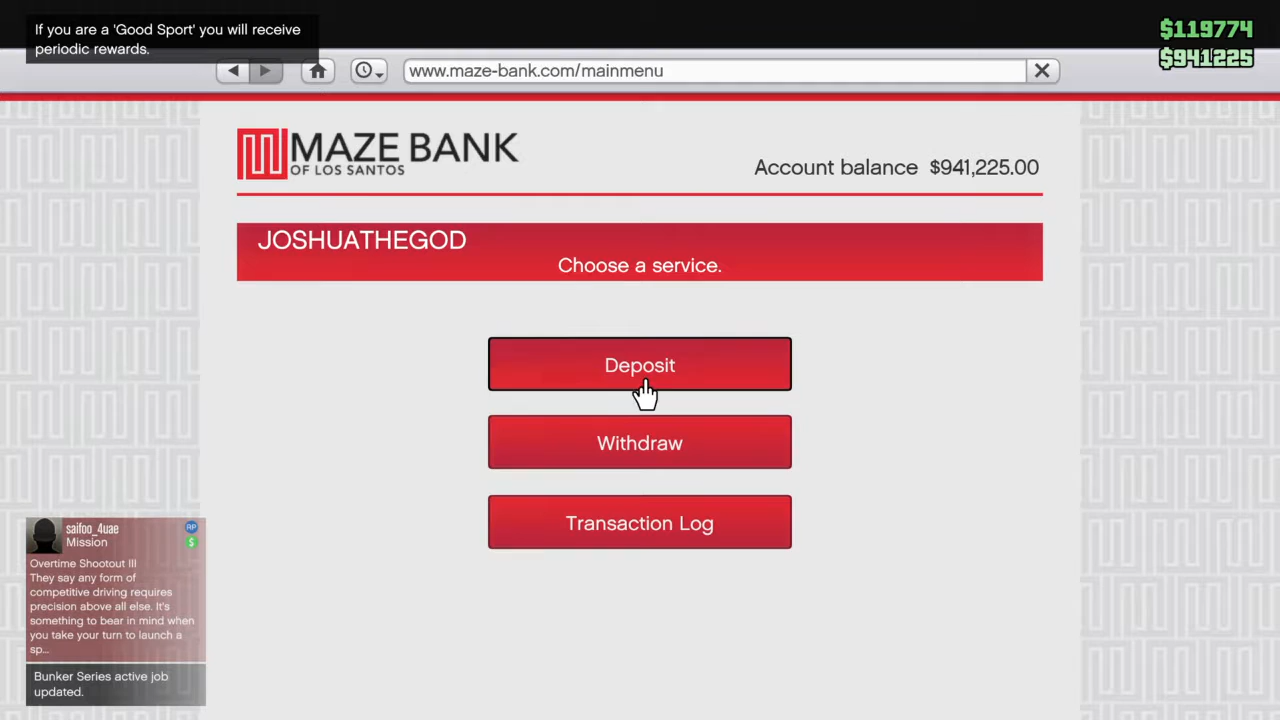 If you are a 'Good Sport' you will receive
periodic rewards.
$119774
$941225
www.maze-bank.com/mainmenu
MAZE BANK
OF LOS SANTOS
Account balance $941,225.00
JOSHUATHEGOD
Choose a service.
Deposit
Withdraw
Transaction Log
saifoo_4uae
Mission
RP
$
Overtime Shootout III
They say any form of
competitive driving requires
precision above all else. It's
something to bear in mind when
you take your turn to launch a
sp...
Bunker Series active job
updated.